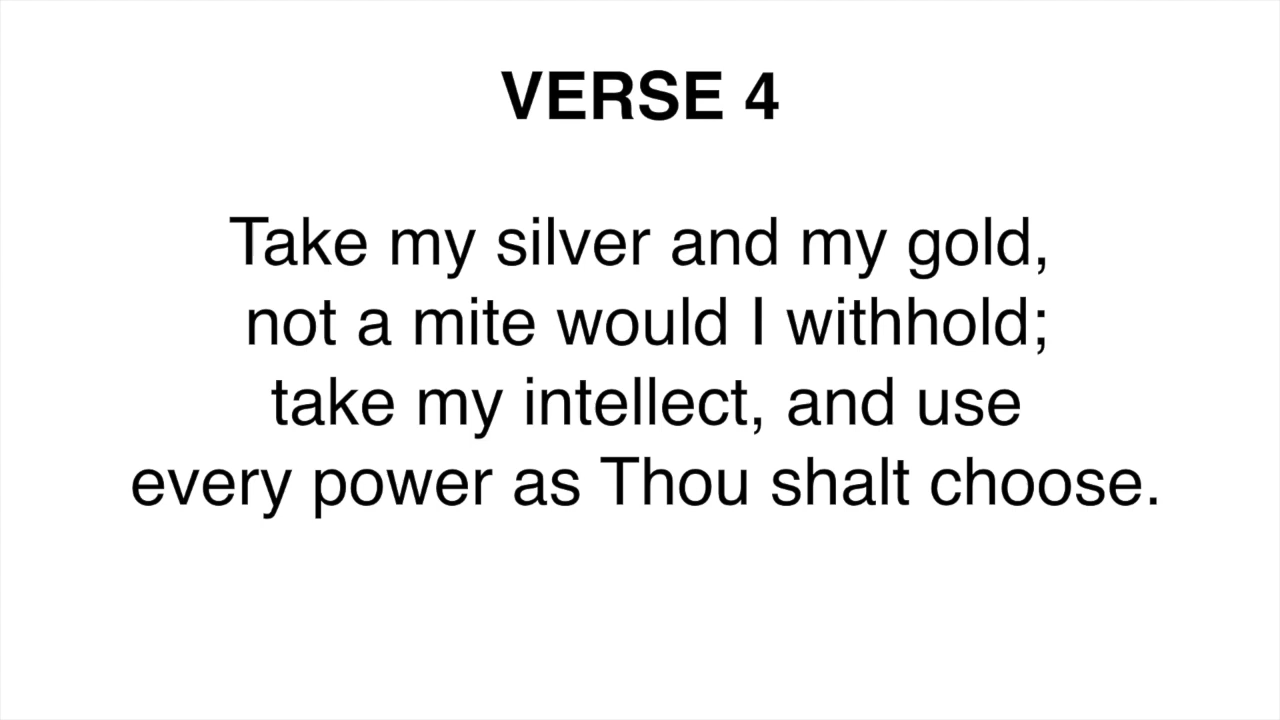 VERSE 4
Take my silver and my gold,
not a mite would I withhold;
take my intellect, and use
every power as Thou shalt choose.